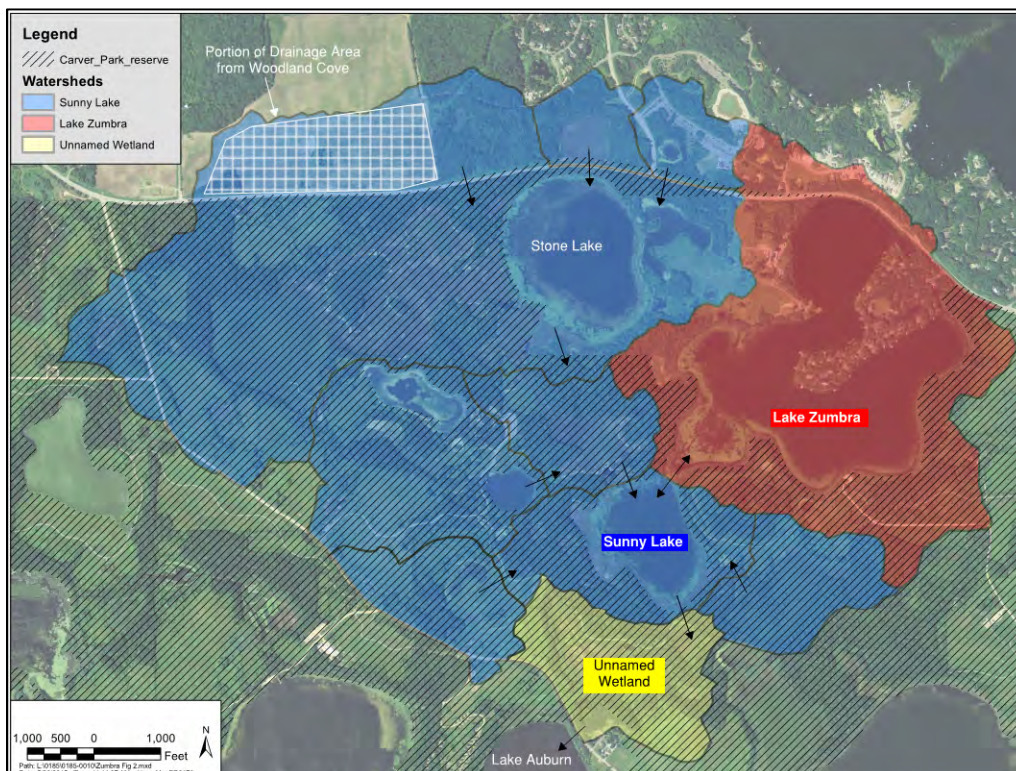 Legend
Carver_Park_reserve
Watersheds
Sunny Lake
Lake Zumbra
Unnamed Wetland
Portion of Drainage Area
from Woodland Cove
Stone Lake
Lake Zumbra
Sunny Lake
Unnamed
Wetland
Lake Auburn
N
1,000 500 0 1,000
Feet